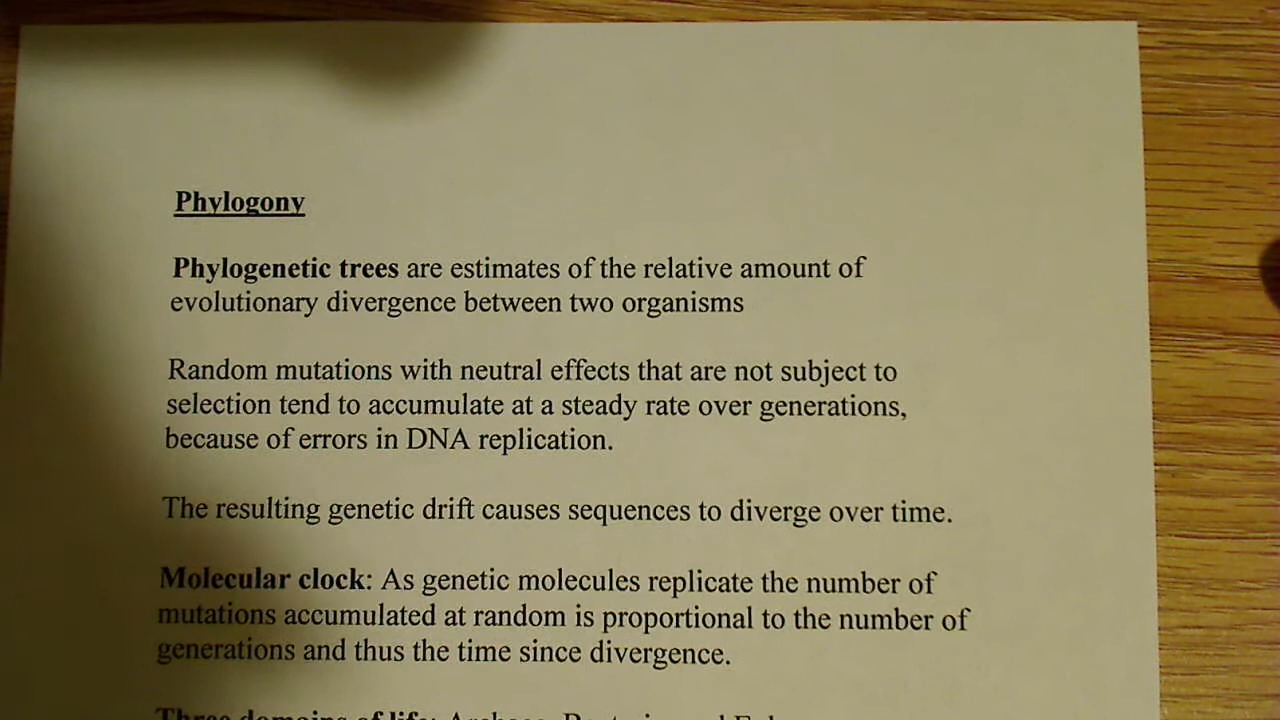 Phylogony
Phylogenetic trees are estimates of the relative amount of
evolutionary divergence between two organisms
Random mutations with neutral effects that are not subject to
selection tend to accumulate at a steady rate over generations,
because of errors in DNA replication.
The resulting genetic drift causes sequences to diverge over time.
Molecular clock: As genetic molecules replicate the number of
mutations accumulated at random is proportional to the number of
generations and thus the time since divergence.
Three domains of life: